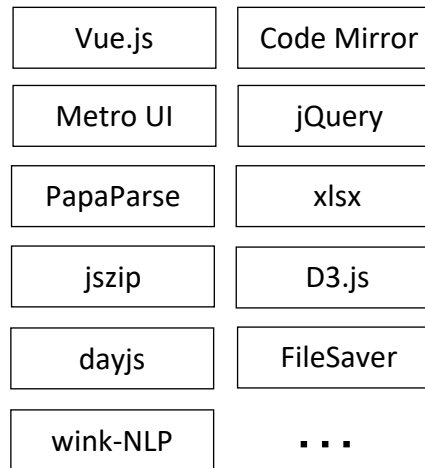 Vue.js
Code Mirror
Metro UI
jQuery
PapaParse
xlsx
jszip
D3.js
dayjs
FileSaver
wink-NLP
...